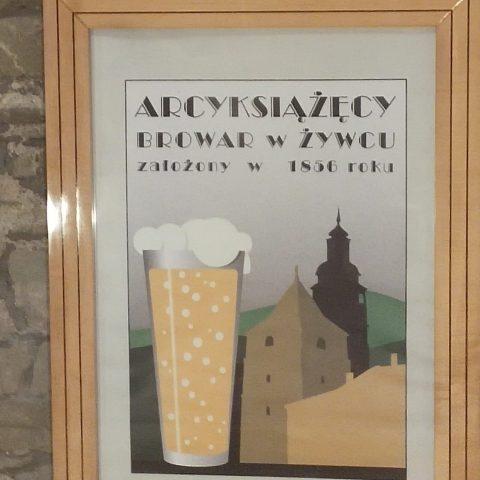 ARCYKSIĄŻĘCY
BROWAR w ŻYWCU
założony w 1856 roku